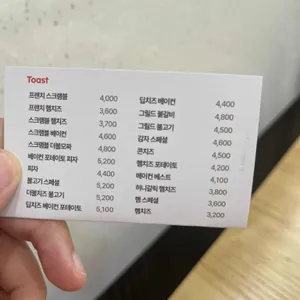 Toast
프렌치 스크램블 4,000
프렌치 햄치즈 3,600
스크램블 햄치즈 3,700
스크램블 베이컨 4,600
스크램블 더블모짜 4,800
베이컨 포테이토 피자 5,200
피자 4,400
불고기 스페셜 5,200
더블치즈 불고기 5,200
딥치즈 베이컨 포테이토 5,100
딥치즈 베이컨 4,400
그릴드 불갈비 4,800
그릴드 불고기 4,500
감자 스페셜 4,600
콘치즈 4,500
햄치즈 포테이토 4,200
베이컨 베스트 4,100
허니갈릭 햄치즈 3,800
햄 스페셜 3,600
햄치즈 3,200